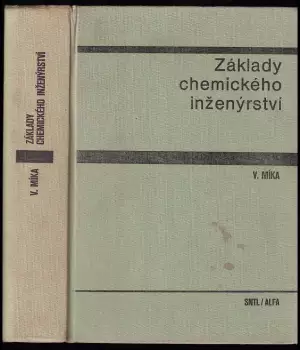 V. MÍKA
ZÁKLADY
CHEMICKÉHO INŽENÝRSTVÍ
Základy
chemického
inženýrství
V. MÍKA
SNTL/ALFA